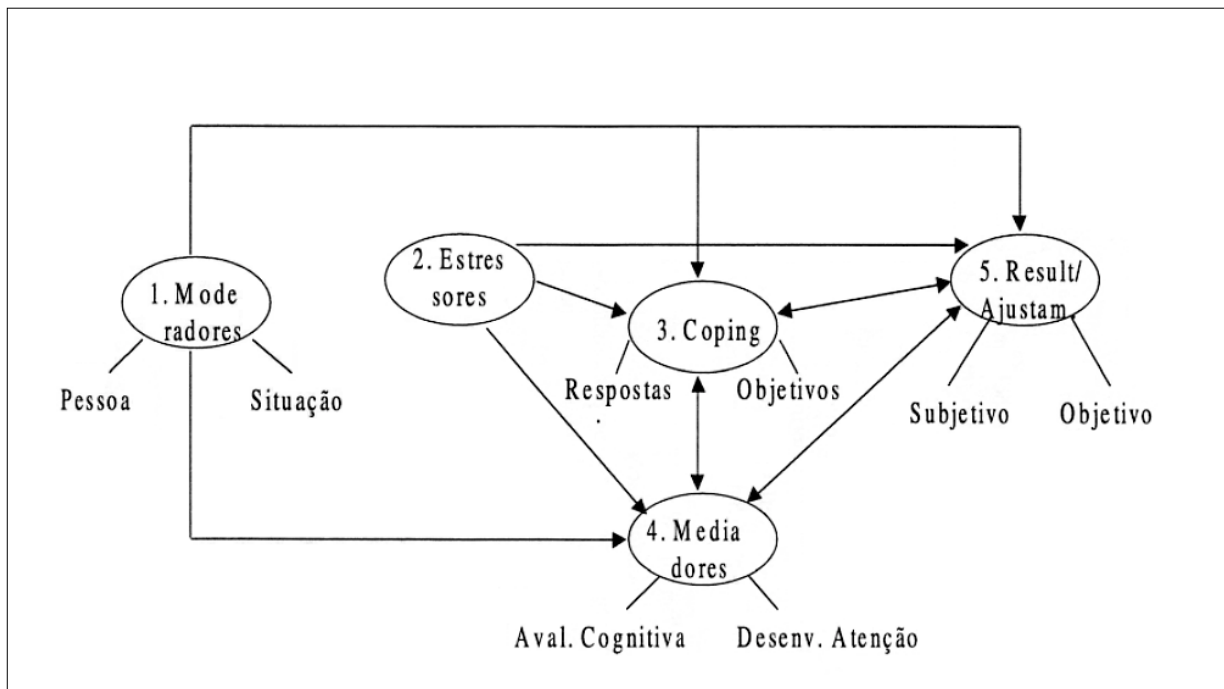 2. Estres
sores
5. Result/
Ajustam.
1. Mode
radores
3. Coping
Pessoa
Situação
Respostas
Objetivos
Subjetivo
Objetivo
4. Media
dores
Aval. Cognitiva
Desenv. Atenção